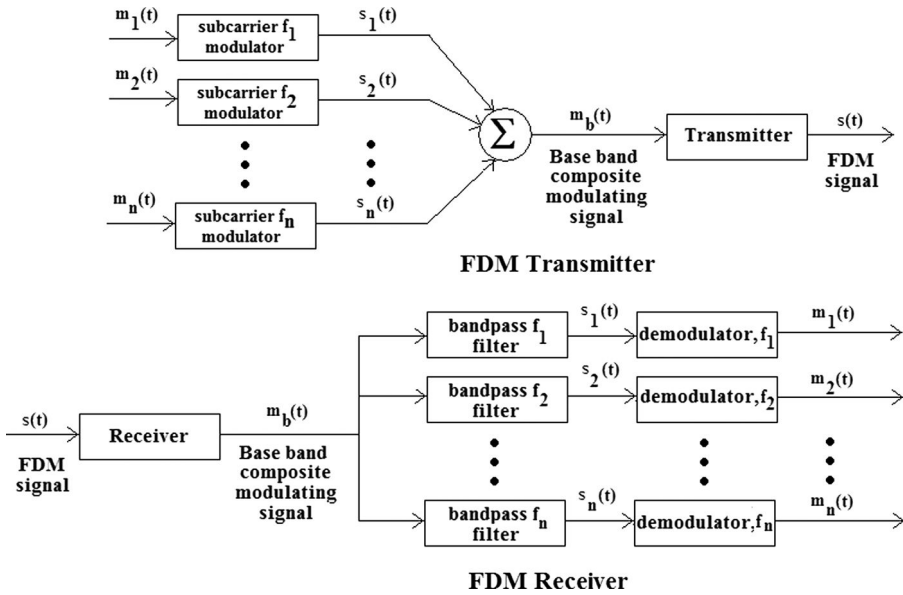 m1(t)
subcarrier f1
modulator
s1(t)
m2(t)
subcarrier f2
modulator
s2(t)
Σ
mb(t)
Base band
composite
modulating
signal
Transmitter
s(t)
FDM
signal
mn(t)
subcarrier fn
modulator
sn(t)
FDM Transmitter
s(t)
FDM
signal
Receiver
mb(t)
Base band
composite
modulating
signal
bandpass f1
filter
s1(t)
demodulator,f1
m1(t)
bandpass f2
filter
s2(t)
demodulator,f2
m2(t)
bandpass fn
filter
sn(t)
demodulator,fn
mn(t)
FDM Receiver